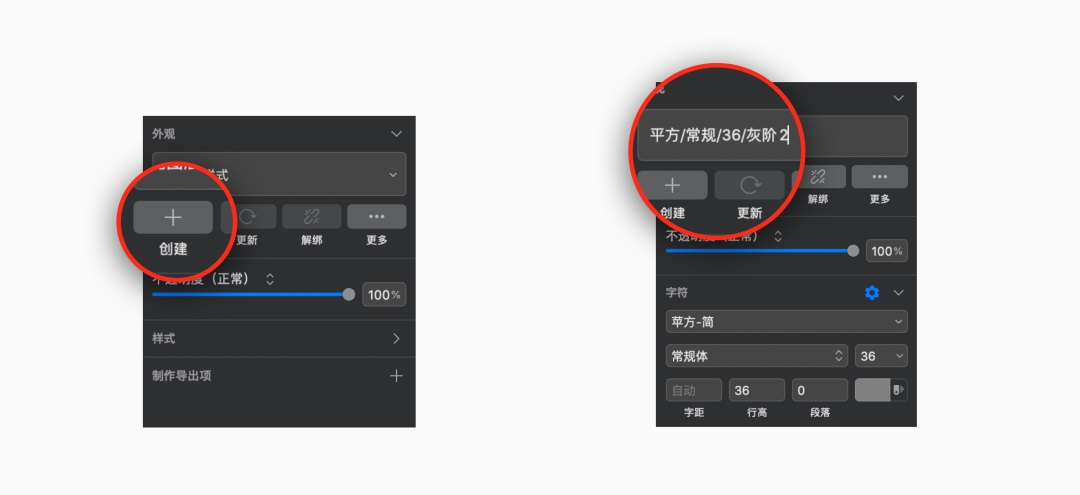 外观
样式
创建
更新
解绑
更多
不透明度（正常）
100%
样式
制作导出项
平方/常规/36/灰阶 2
创建
更新
解绑
更多
不透明度（正常）
100%
字符
苹方-简
常规体
36
自动
36
0
字距
行高
段落